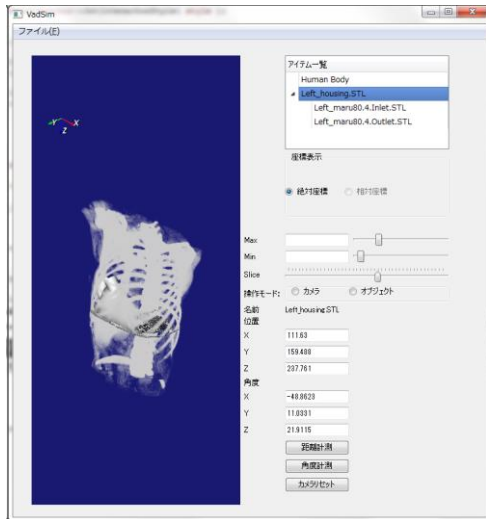 VadSim
ファイル(F)
アイテム一覧
Human Body
Left_housing.STL
Left_maru80.4.Inlet.STL
Left_maru80.4.Outlet.STL
座標表示
絶対座標 相対座標
Y X
Z
Max
Min
Slice
操作モード: カメラ オブジェクト
名前 Left_housing.STL
位置
X 111.63
Y 159.488
Z 237.761
角度
X -48.8623
Y 11.0331
Z 21.9115
距離計測
角度計測
カメラリセット